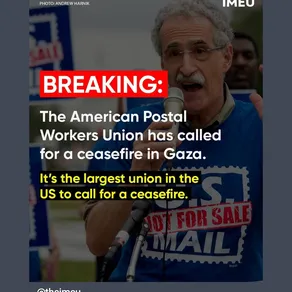 PHOTO: ANDREW HARNIK
IMEU
BREAKING:
The American Postal
Workers Union has called
for a ceasefire in Gaza.
It's the largest union in the
US to call for a ceasefire.
U.S.
NOT FOR SALE
MAIL
@theimeu